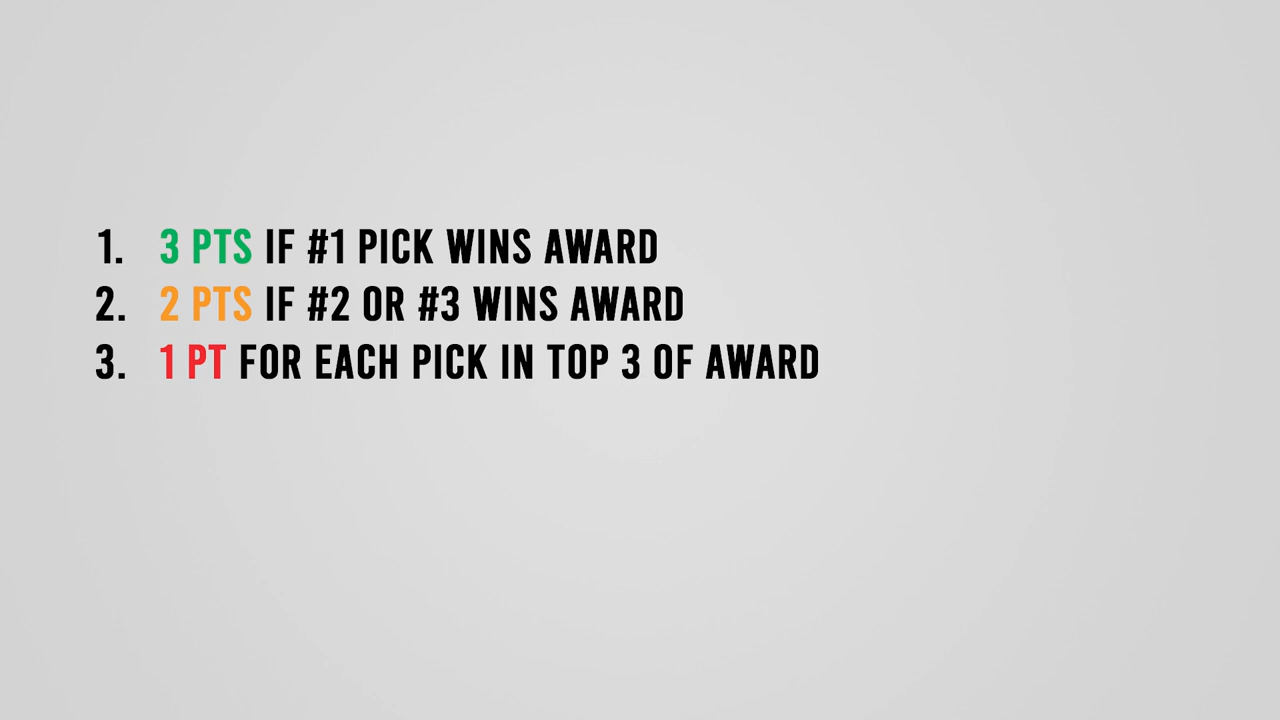 1. 3 PTS IF #1 PICK WINS AWARD
2. 2 PTS IF #2 OR #3 WINS AWARD
3. 1 PT FOR EACH PICK IN TOP 3 OF AWARD